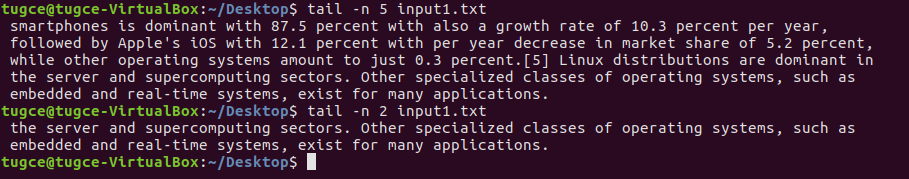 tugce@tugce-VirtualBox:~/Desktop$ tail -n 5 input1.txt
smartphones is dominant with 87.5 percent with also a growth rate of 10.3 percent per year,
followed by Apple's iOS with 12.1 percent with per year decrease in market share of 5.2 percent,
while other operating systems amount to just 0.3 percent.[5] Linux distributions are dominant in
the server and supercomputing sectors. Other specialized classes of operating systems, such as
embedded and real-time systems, exist for many applications.
tugce@tugce-VirtualBox:~/Desktop$ tail -n 2 input1.txt
the server and supercomputing sectors. Other specialized classes of operating systems, such as
embedded and real-time systems, exist for many applications.
tugce@tugce-VirtualBox:~/Desktop$